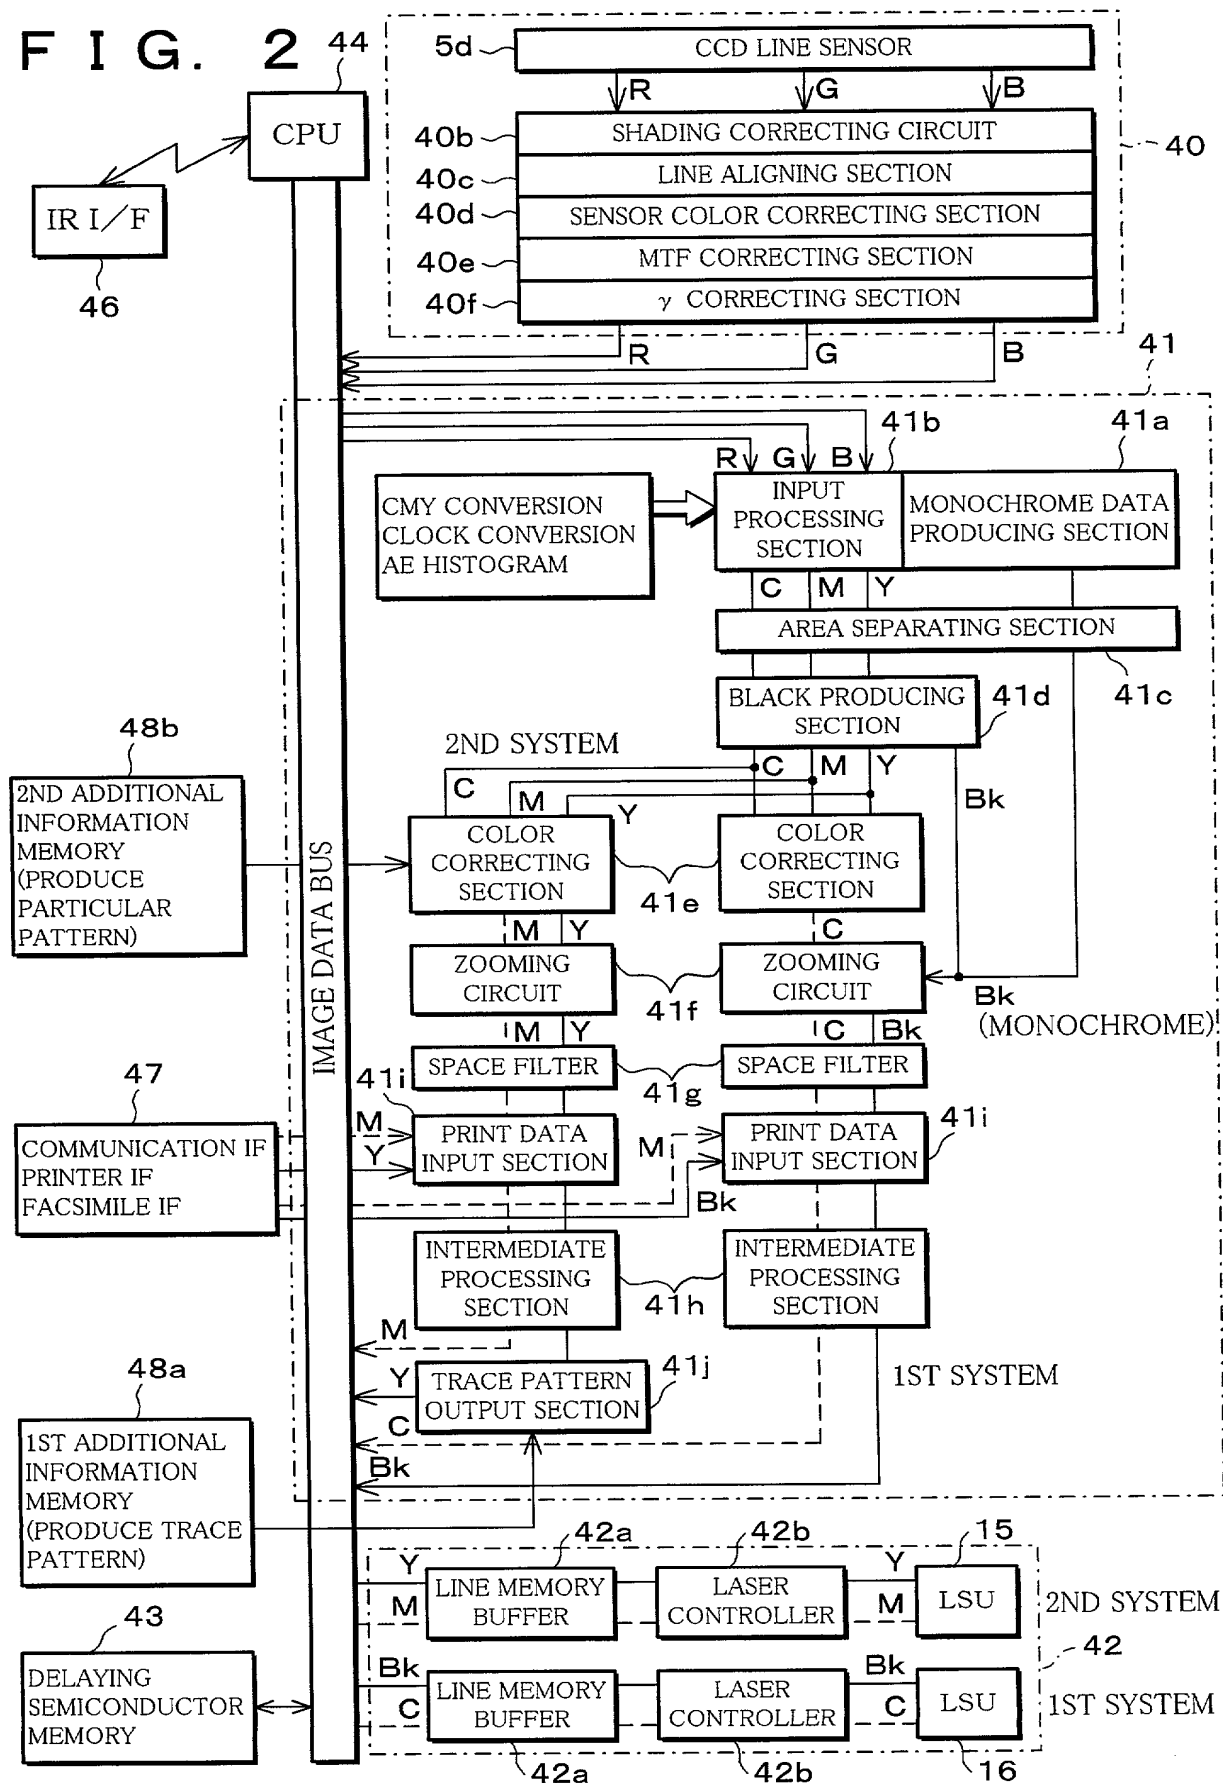 FIG. 2
44
CPU
IR I/F
46
5d
CCD LINE SENSOR
R
G
B
40b
SHADING CORRECTING CIRCUIT
40
40c
LINE ALIGNING SECTION
40d
SENSOR COLOR CORRECTING SECTION
40e
MTF CORRECTING SECTION
40f
γ CORRECTING SECTION
R
G
B
41
41b
41a
R
G
B
CMY CONVERSION
CLOCK CONVERSION
AE HISTOGRAM
INPUT
PROCESSING
SECTION
MONOCHROME DATA
PRODUCING SECTION
C
M
Y
AREA SEPARATING SECTION
41c
BLACK PRODUCING
SECTION
41d
48b
2ND SYSTEM
C
M
Y
C
M
Y
Bk
2ND ADDITIONAL
INFORMATION
MEMORY
(PRODUCE
PARTICULAR
PATTERN)
IMAGE DATA BUS
COLOR
CORRECTING
SECTION
COLOR
CORRECTING
SECTION
41e
M
Y
C
ZOOMING
CIRCUIT
ZOOMING
CIRCUIT
41f
Bk
(MONOCHROME)
M
Y
C
Bk
SPACE FILTER
SPACE FILTER
41g
47
41i
COMMUNICATION IF
PRINTER IF
FACSIMILE IF
M
Y
PRINT DATA
INPUT SECTION
M
Bk
PRINT DATA
INPUT SECTION
41i
INTERMEDIATE
PROCESSING
SECTION
INTERMEDIATE
PROCESSING
SECTION
41h
M
48a
Y
TRACE PATTERN
OUTPUT SECTION
41j
1ST SYSTEM
C
Bk
1ST ADDITIONAL
INFORMATION
MEMORY
(PRODUCE TRACE
PATTERN)
42a
42b
15
Y
M
LINE MEMORY
BUFFER
LASER
CONTROLLER
Y
M
LSU
2ND SYSTEM
43
42
DELAYING
SEMICONDUCTOR
MEMORY
Bk
C
LINE MEMORY
BUFFER
LASER
CONTROLLER
Bk
C
LSU
1ST SYSTEM
42a
42b
16